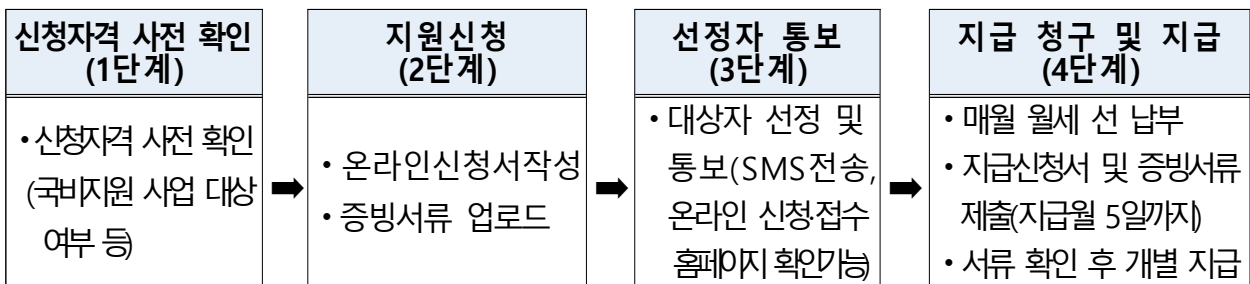 신청자격 사전 확인
(1단계)
• 신청자격 사전 확인
(국비지원 사업 대상
여부 등)
➡
지원신청
(2단계)
• 온라인신청서작성
• 증빙서류 업로드
➡
선정자 통보
(3단계)
• 대상자 선정 및
통보(SMS전송,
온라인 신청·접수
홈페이지 확인가능)
➡
지급 청구 및 지급
(4단계)
• 매월 월세 선 납부
• 지급신청서 및 증빙서류
제출(지급월 5일까지)
• 서류 확인 후 개별 지급